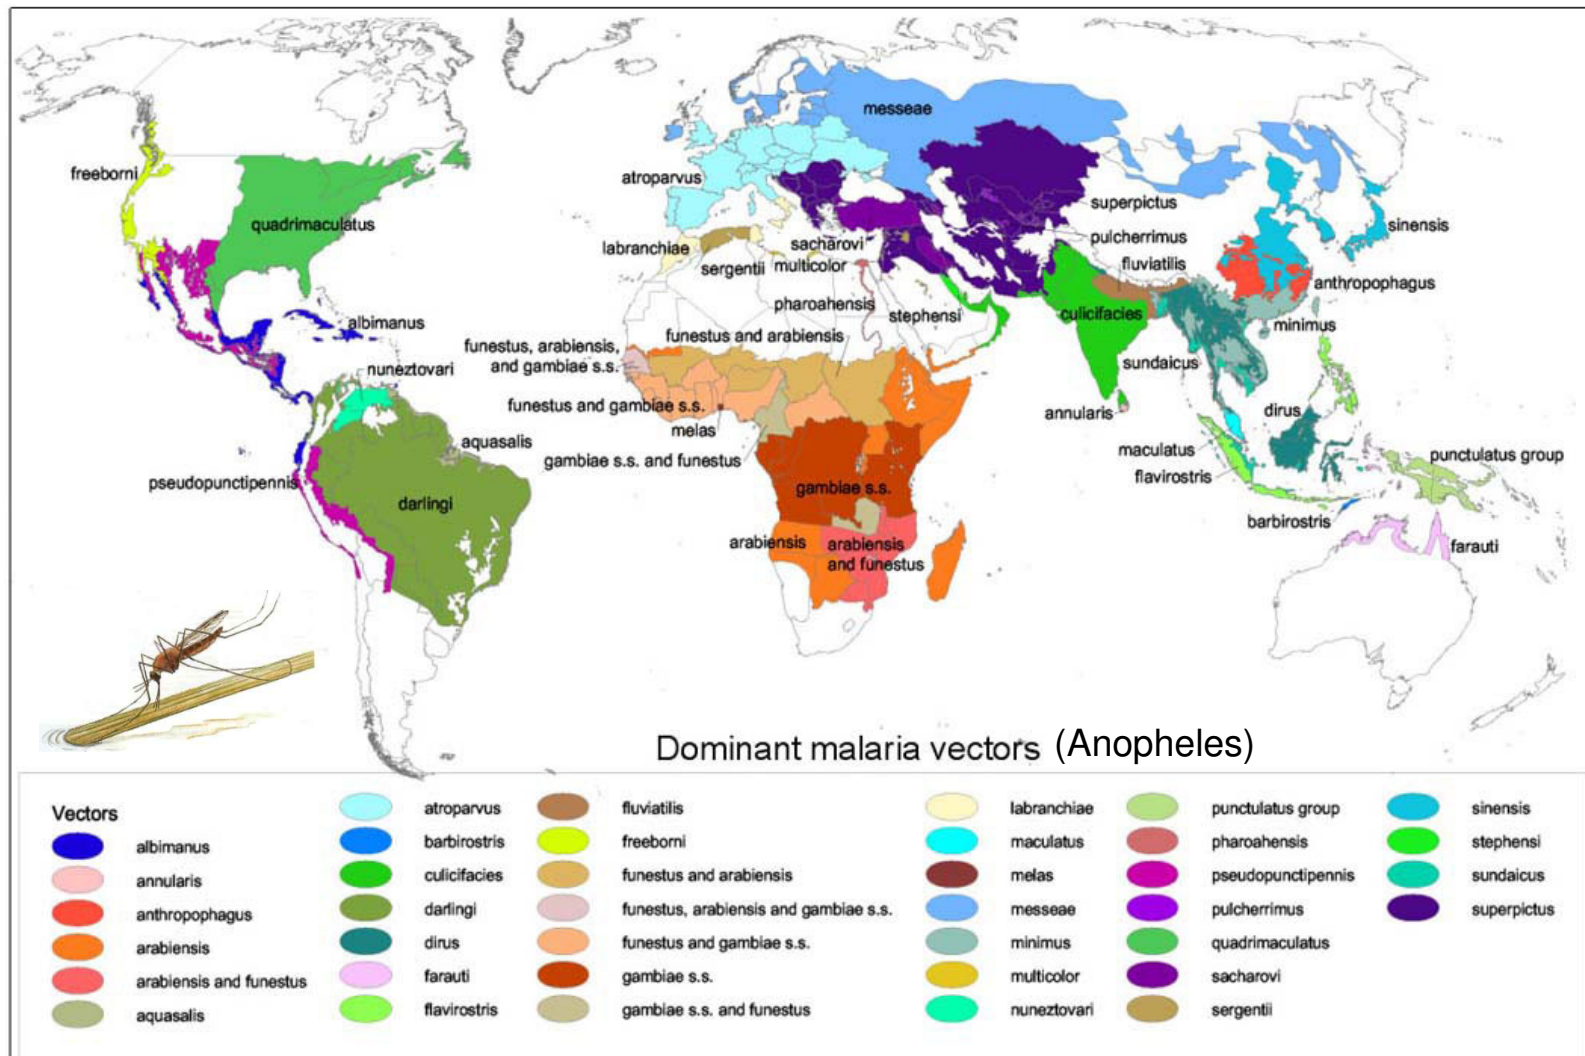 messeae
freeborni
atroparvus
quadrimaculatus
superpictus
sinensis
labranchiae
sacharovi
pulcherrimus
sergentii
multicolor
fluviatilis
anthropophagus
pharoahensis
stephensi
culicifacies
albimanus
funestus and arabiensis
minimus
funestus, arabiensis,
and gambiae s.s.
nuneztovari
sundaicus
funestus and gambiae s.s.
annularis
dirus
melas
aquasalis
gambiae s.s. and funestus
maculatus
punctulatus group
flavirostris
pseudopunctipennis
darlingi
gambiae s.s.
barbirostris
arabiensis
arabiensis
and funestus
farauti
Dominant malaria vectors (Anopheles)
Vectors
albimanus
annularis
anthropophagus
arabiensis
arabiensis and funestus
aquasalis
atroparvus
barbirostris
culicifacies
darlingi
dirus
farauti
flavirostris
fluviatilis
freeborni
funestus and arabiensis
funestus, arabiensis and gambiae s.s.
funestus and gambiae s.s.
gambiae s.s.
gambiae s.s. and funestus
labranchiae
maculatus
melas
messeae
minimus
multicolor
nuneztovari
punctulatus group
pharoahensis
pseudopunctipennis
pulcherrimus
quadrimaculatus
sacharovi
sergentii
sinensis
stephensi
sundaicus
superpictus